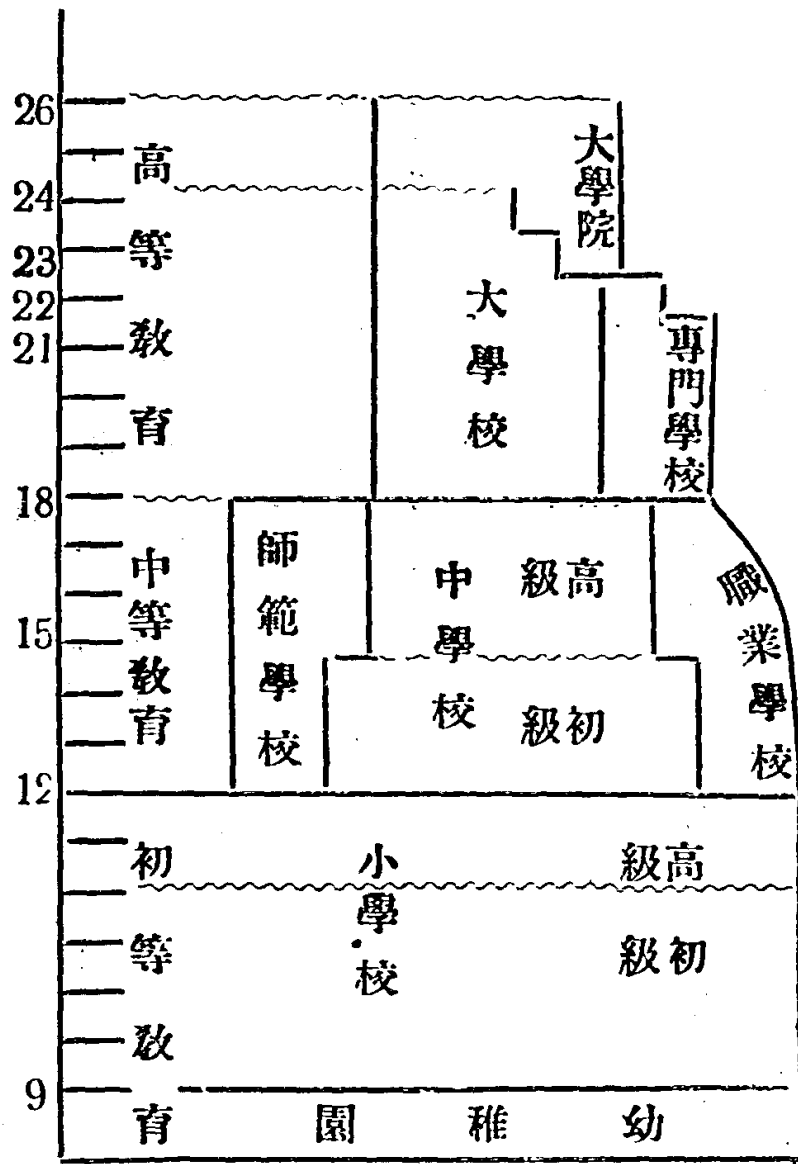 26
24
23
22
21
18
15
12
9
高等教育
中等教育
初等教育
大學院
大學校
專門學校
師範學校
中學校
高級
初級
職業學校
小學校
高級
初級
幼稚園